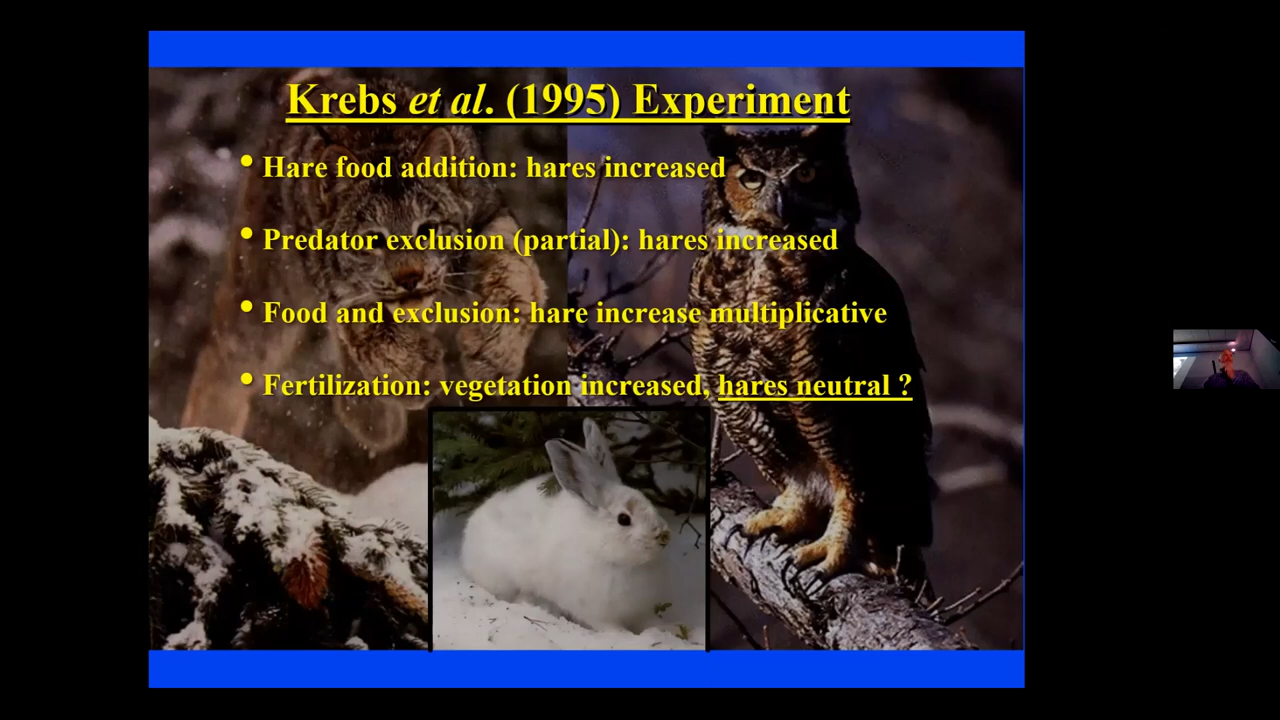 Krebs et al. (1995) Experiment
• Hare food addition: hares increased
• Predator exclusion (partial): hares increased
• Food and exclusion: hare increase multiplicative
• Fertilization: vegetation increased, hares neutral ?